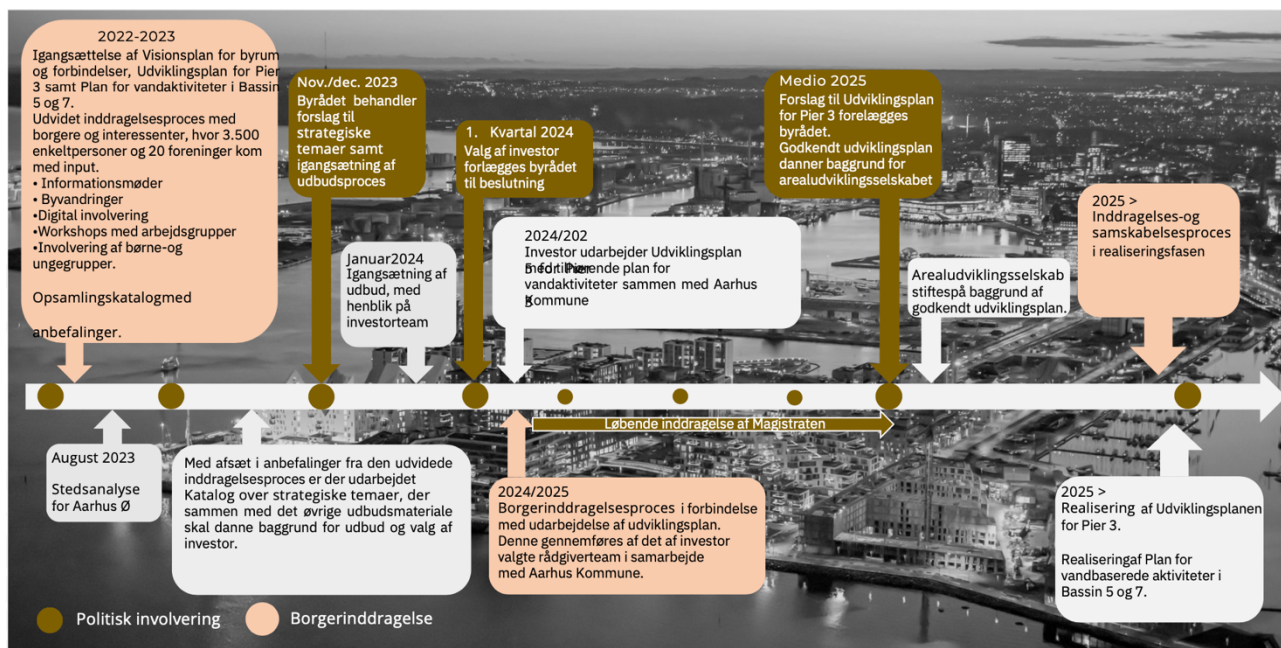 2022-2023
Igangsættelse af Visionsplan for byrum
og forbindelser, Udviklingsplan for Pier
3 samt Plan for vandaktiviteter i Bassin
5 og 7.
Udvidet inddragelsesproces med
borgere og interessenter, hvor 3.500
enkeltpersoner og 20 foreninger kom
med input.
• Informationsmøder
• Byvandringer
•Digital involvering
•Workshops med arbejdsgrupper
•Involvering af børne-og
ungegrupper.
Opsamlingskatalogmed
anbefalinger.
Nov./dec. 2023
Byrådet behandler
forslag til
strategiske
temaer samt
igangsætning af
udbudsproces
Januar2024
Igangsætning af
udbud, med
henblik på
investorteam
1. Kvartal 2024
Valg af investor
forlægges byrådet
til beslutning
2024/202
Investor udarbejder Udviklingsplan
vandaktiviteter sammen med Aarhus
Kommune
Medio 2025
Forslag til Udviklingsplan
for Pier 3 forelægges
byrådet.
Godkendt udviklingsplan
danner baggrund for
arealudviklingsselskabet
Arealudviklingsselskab
stiftespå baggrund af
godkendt udviklingsplan.
2025 >
Inddragelses-og
samskabelsesproces
i realiseringsfasen
Løbende inddragelse af Magistraten
August 2023
Stedsanalyse
for Aarhus Ø
Med afsæt i anbefalinger fra den udvidede
inddragelsesproces er der udarbejdet
Katalog over strategiske temaer, der
sammen med det øvrige udbudsmateriale
skal danne baggrund for udbud og valg af
investor.
2024/2025
Borgerinddragelsesproces i forbindelse
med udarbejdelse af udviklingsplan.
Denne gennemføres af det af investor
valgte rådgiverteam i samarbejde
med Aarhus Kommune.
2025 >
Realisering af Udviklingsplanen
for Pier 3.
Realiseringaf Plan for
vandbaserede aktiviteter i
Bassin 5 og 7.
Politisk involvering
Borgerinddragelse